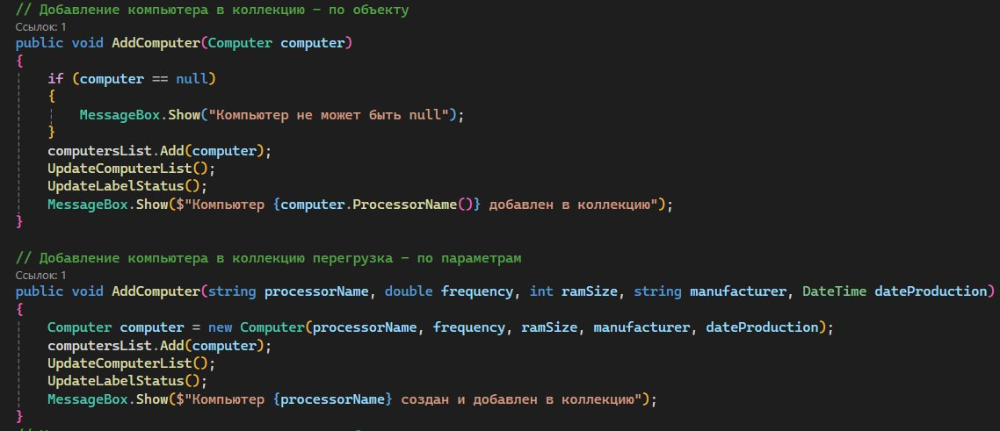 // Добавление компьютера в коллекцию – по объекту
Ссылок: 1
public void AddComputer(Computer computer)
{
if (computer == null)
{
MessageBox.Show("Компьютер не может быть null");
}
computersList.Add(computer);
UpdateComputerList();
UpdateLabelStatus();
MessageBox.Show($"Компьютер {computer.ProcessorName()} добавлен в коллекцию");
}
// Добавление компьютера в коллекцию перегрузка – по параметрам
Ссылок: 1
public void AddComputer(string processorName, double frequency, int ramSize, string manufacturer, DateTime dateProduction)
{
Computer computer = new Computer(processorName, frequency, ramSize, manufacturer, dateProduction);
computersList.Add(computer);
UpdateComputerList();
UpdateLabelStatus();
MessageBox.Show($"Компьютер {processorName} создан и добавлен в коллекцию");
}